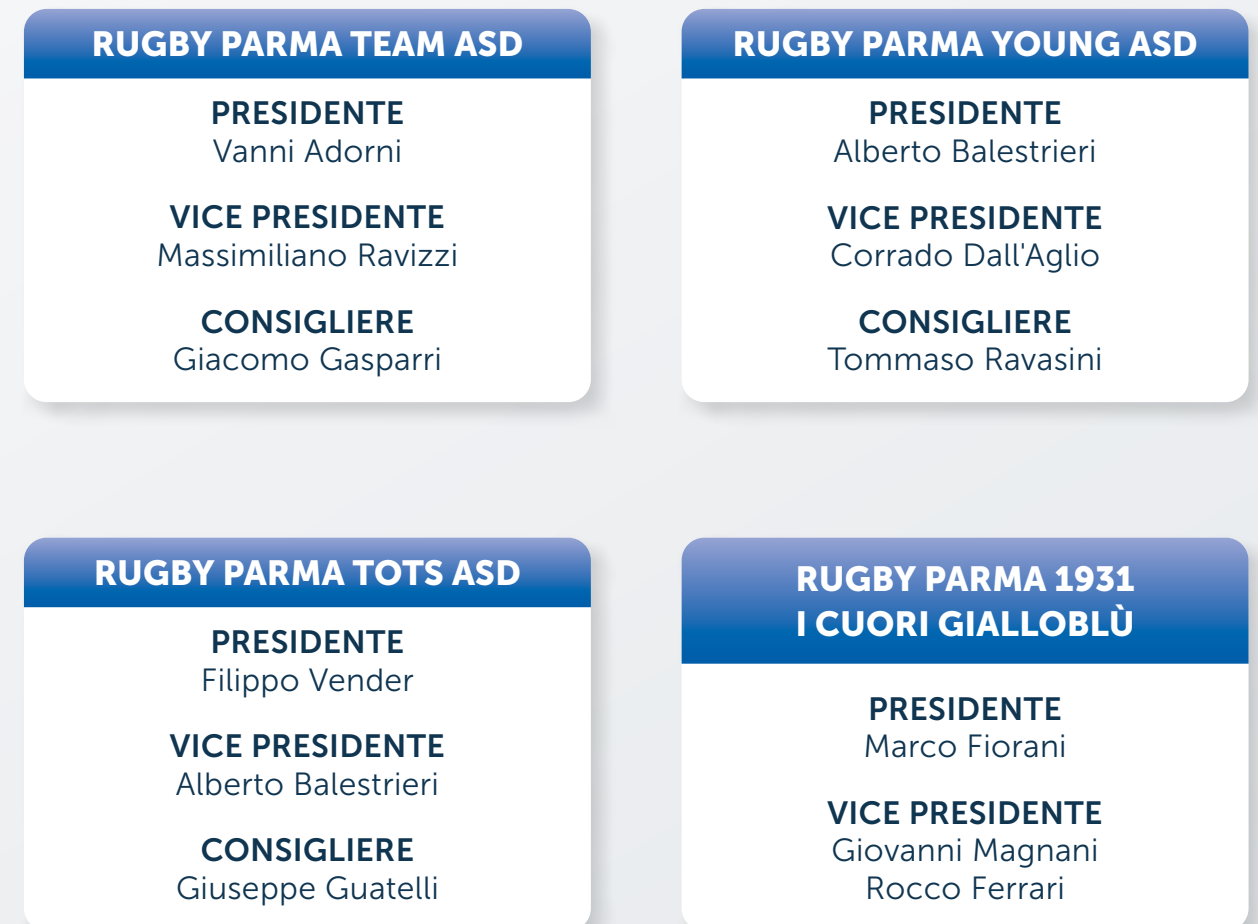 RUGBY PARMA TEAM ASD
PRESIDENTE
Vanni Adorni
VICE PRESIDENTE
Massimiliano Ravizzi
CONSIGLIERE
Giacomo Gasparri
RUGBY PARMA YOUNG ASD
PRESIDENTE
Alberto Balestrieri
VICE PRESIDENTE
Corrado Dall'Aglio
CONSIGLIERE
Tommaso Ravasini
RUGBY PARMA TOTS ASD
PRESIDENTE
Filippo Vender
VICE PRESIDENTE
Alberto Balestrieri
CONSIGLIERE
Giuseppe Guatelli
RUGBY PARMA 1931
I CUORI GIALLOBLÙ
PRESIDENTE
Marco Fiorani
VICE PRESIDENTE
Giovanni Magnani
Rocco Ferrari